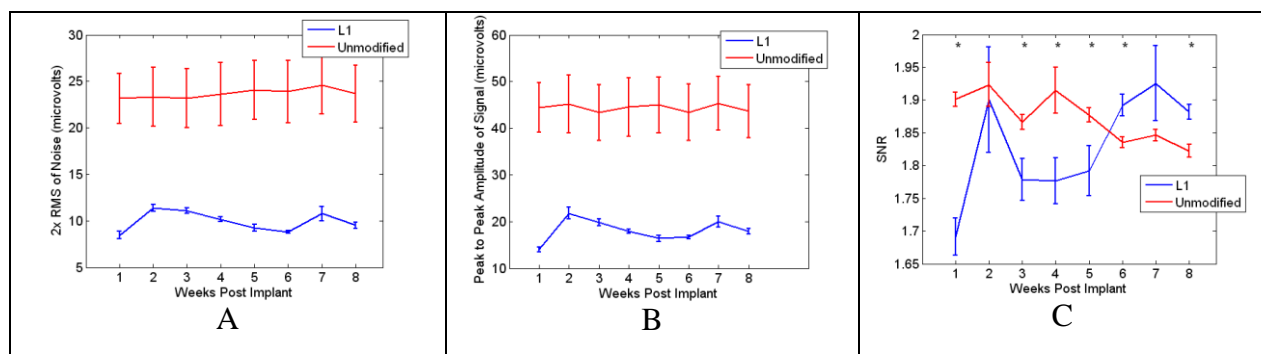 2x RMS of Noise (microvolts)
30
25
20
15
10
5
1 2 3 4 5 6 7 8
Weeks Post Implant
L1
Unmodified
A
Peak to Peak Amplitude of Signal (microvolts)
60
50
40
30
20
10
1 2 3 4 5 6 7 8
Weeks Post Implant
L1
Unmodified
B
SNR
2
1.95
1.9
1.85
1.8
1.75
1.7
1.65
* * * * * *
1 2 3 4 5 6 7 8
Weeks Post Implant
L1
Unmodified
C